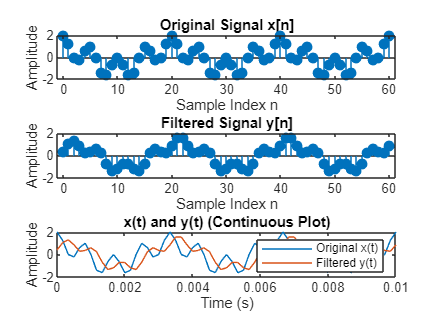 Original Signal x[n]
2
0
-2
Amplitude
0 10 20 30 40 50 60
Sample Index n
Filtered Signal y[n]
2
0
-2
Amplitude
0 10 20 30 40 50 60
Sample Index n
x(t) and y(t) (Continuous Plot)
2
0
-2
Amplitude
Original x(t)
Filtered y(t)
0 0.002 0.004 0.006 0.008 0.01
Time (s)